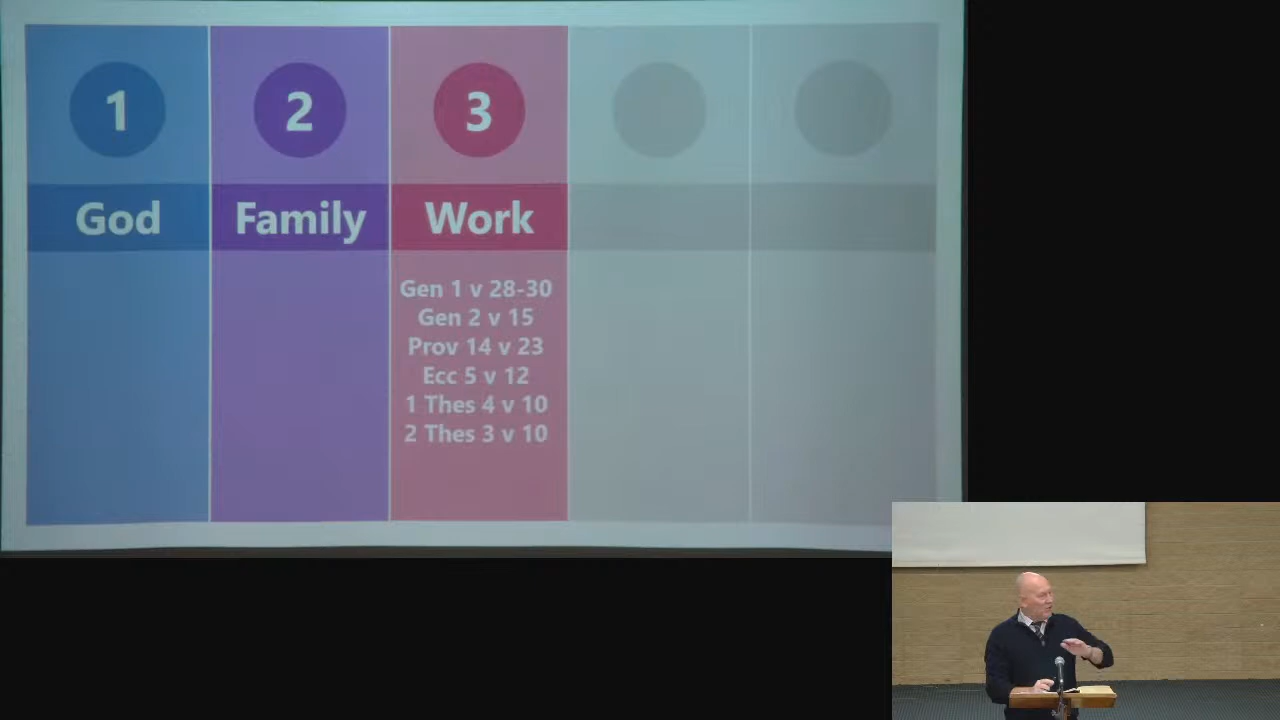 1
2
3
God
Family
Work
Gen 1 v 28-30
Gen 2 v 15
Prov 14 v 23
Ecc 5 v 12
1 Thes 4 v 10
2 Thes 3 v 10